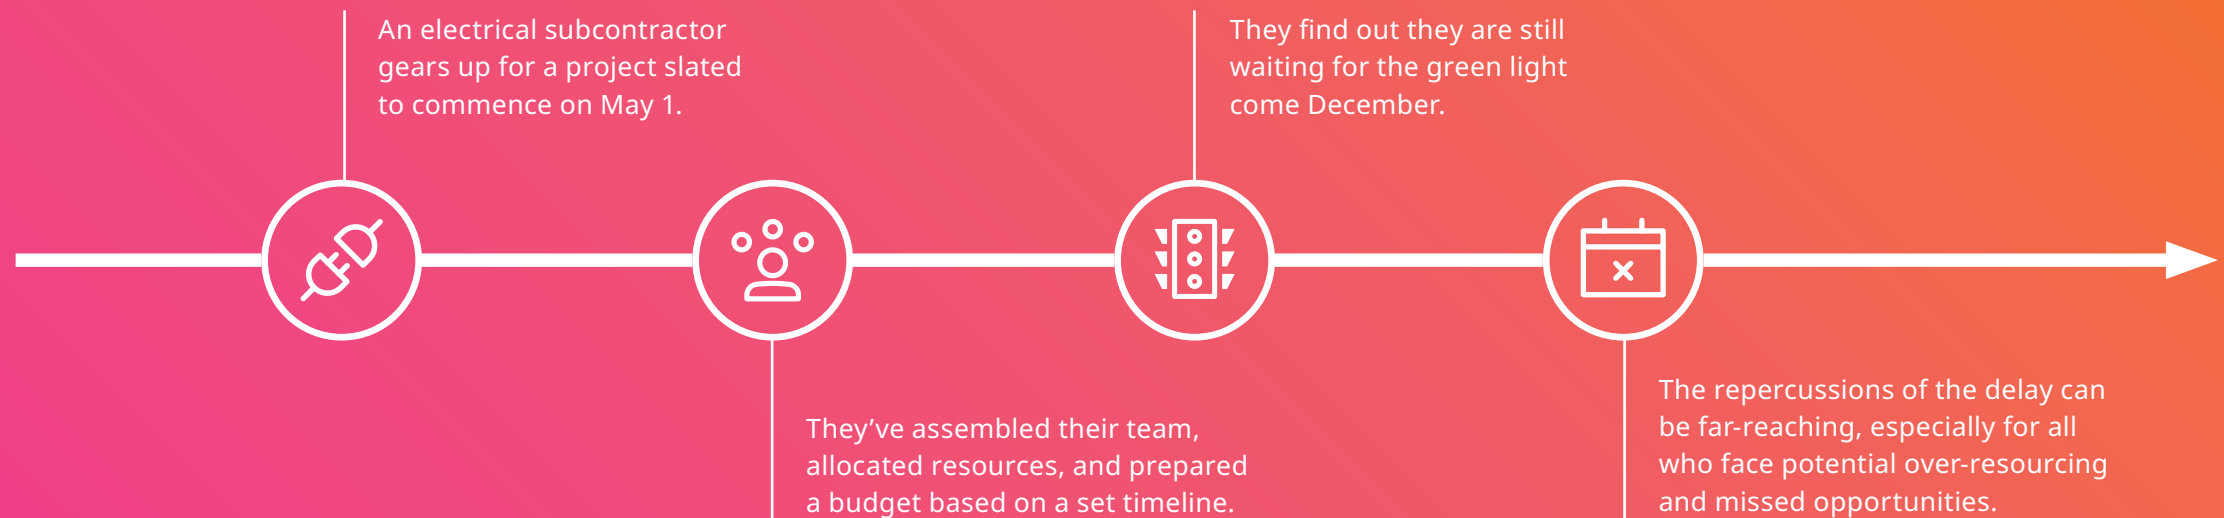 An electrical subcontractor
gears up for a project slated
to commence on May 1.
They’ve assembled their team,
allocated resources, and prepared
a budget based on a set timeline.
They find out they are still
waiting for the green light
come December.
The repercussions of the delay can
be far-reaching, especially for all
who face potential over-resourcing
and missed opportunities.